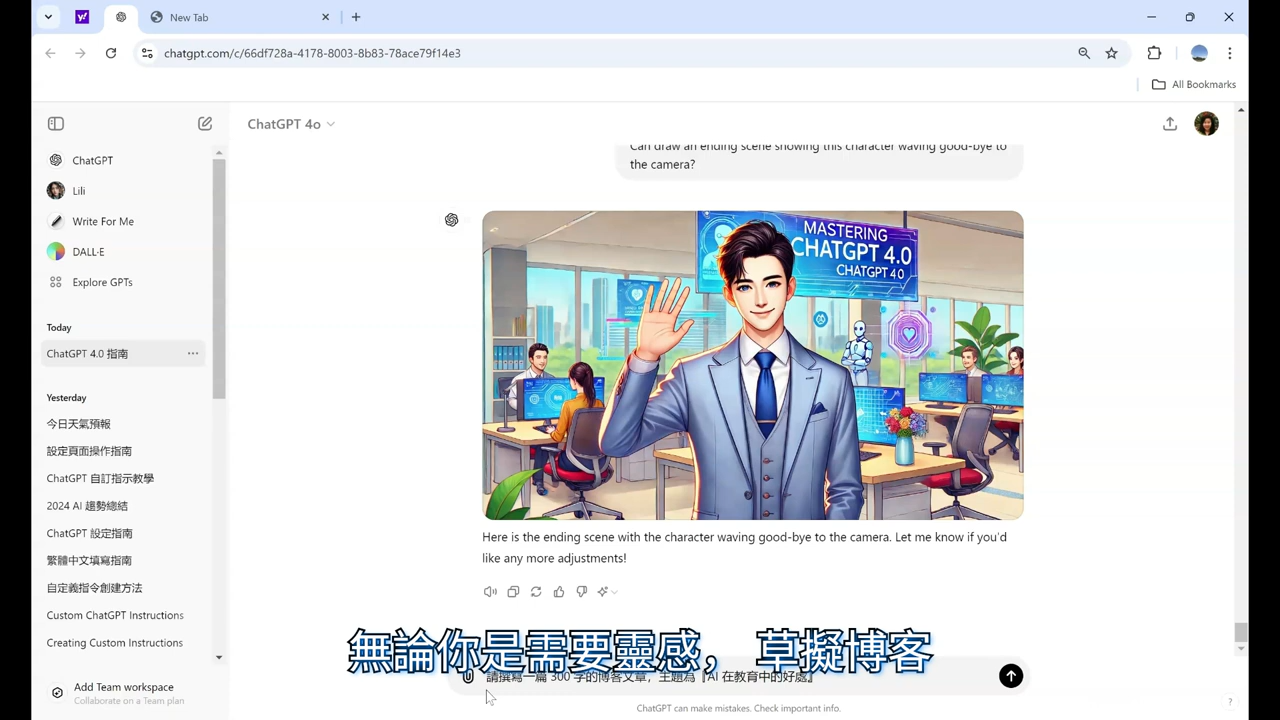 New Tab
chatgpt.com/c/66df728a-4178-8003-8b83-78ace79f14e3
All Bookmarks
ChatGPT 4o
ChatGPT
Lili
Write For Me
DALL·E
Explore GPTs
Today
ChatGPT 4.0 指南
Yesterday
今日天氣預報
設定頁面操作指南
ChatGPT 自訂指示教學
2024 AI 趨勢總結
ChatGPT 設定指南
繁體中文填寫指南
自定義指令創建方法
Custom ChatGPT Instructions
Creating Custom Instructions
Add Team workspace
Collaborate on a Team plan
Can draw an ending scene showing this character waving good-bye to
the camera?
MASTERING
CHATGPT 4.0
CHATGPT 4.0
Here is the ending scene with the character waving good-bye to the camera. Let me know if you'd
like any more adjustments!
無論你是需要靈感， 草擬博客
請撰寫一篇 300 字的博客文章，主題為『AI 在教育中的好處』
ChatGPT can make mistakes. Check important info.
?